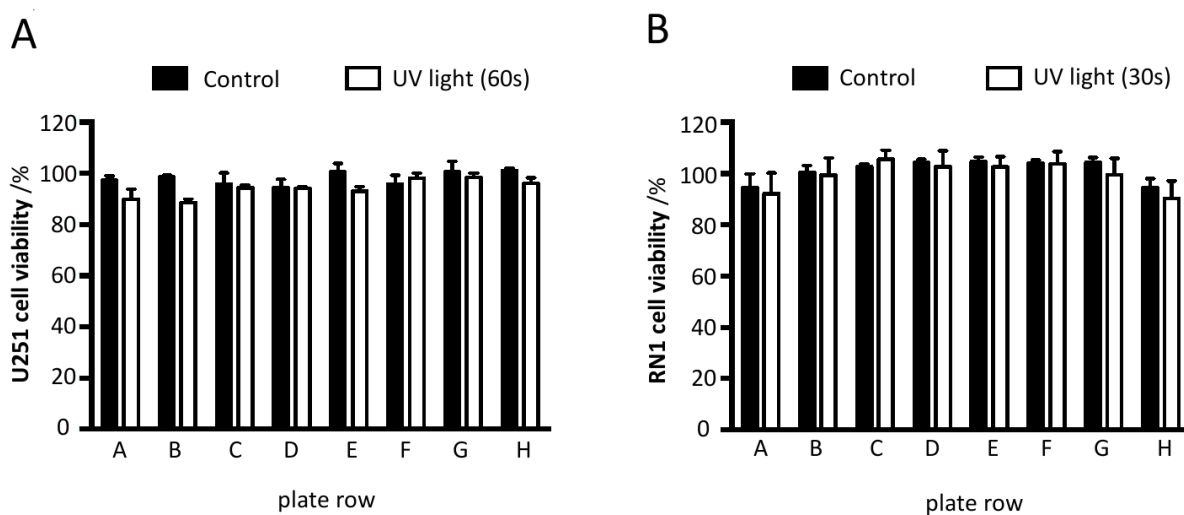 A
Control
UV light (60s)
U251 cell viability /%
120
100
80
60
40
20
0
A B C D E F G H
plate row
B
Control
UV light (30s)
RN1 cell viability /%
120
100
80
60
40
20
0
A B C D E F G H
plate row